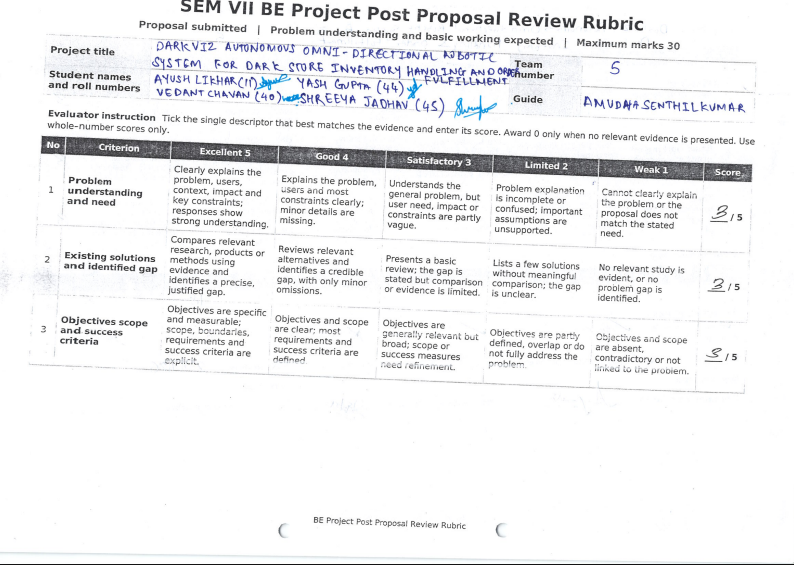 SEM VII BE Project Post Proposal Review Rubric
Proposal submitted | Problem understanding and basic working expected | Maximum marks 30
Project title
DARKVIZ AUTONOMOUS OMNI-DIRECTIONAL ROBOTIC
SYSTEM FOR DARK STORE INVENTORY HANDLING AND ORDER
FULFILLMENT
Team number
5
Student names and roll numbers
AYUSH LIKHAR(11) YASH GUPTA (44)
VEDANT CHAVAN (40) SHREEYA JADHAV (45)
Guide
AMUDHA SENTHILKUMAR
Evaluator instruction Tick the single descriptor that best matches the evidence and enter its score. Award 0 only when no relevant evidence is presented. Use
whole-number scores only.
No Criterion Excellent 5 Good 4 Satisfactory 3 Limited 2 Weak 1 Score
1
Problem
understanding
and need
Clearly explains the
problem, users,
context, impact and
key constraints;
responses show
strong understanding.
Explains the problem,
users and most
constraints clearly;
minor details are
missing.
Understands the
general problem, but
user need, impact or
constraints are partly
vague.
Problem explanation
is incomplete or
confused; important
assumptions are
unsupported.
Cannot clearly explain
the problem or the
proposal does not
match the stated
need.
3 / 5
2
Existing solutions
and identified gap
Compares relevant
research, products or
methods using
evidence and
identifies a precise,
justified gap.
Reviews relevant
alternatives and
identifies a credible
gap, with only minor
omissions.
Presents a basic
review; the gap is
stated but comparison
or evidence is limited.
Lists a few solutions
without meaningful
comparison; the gap
is unclear.
No relevant study is
evident, or no
problem gap is
identified.
3 / 5
3
Objectives scope
and success
criteria
Objectives are specific
and measurable;
scope, boundaries,
requirements and
success criteria are
explicit.
Objectives and scope
are clear; most
requirements and
success criteria are
defined.
Objectives are
generally relevant but
broad; scope or
success measures
need refinement.
Objectives are partly
defined, overlap or do
not fully address the
problem.
Objectives and scope
are absent,
contradictory or not
linked to the problem.
3 / 5
BE Project Post Proposal Review Rubric